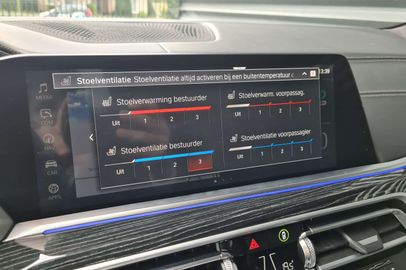 Stoelventilatie Stoelventilatie altijd activeren bij een buitentemperatuur
MEDIA
COM
CAR
APPS
Stoelverwarming bestuurder
Uit 1 2 3
Stoelverwarm. voorpassag.
Uit 1 2 3
Stoelventilatie bestuurder
Uit 1 2 3
Stoelventilatie voorpassagier
Uit 1 2 3